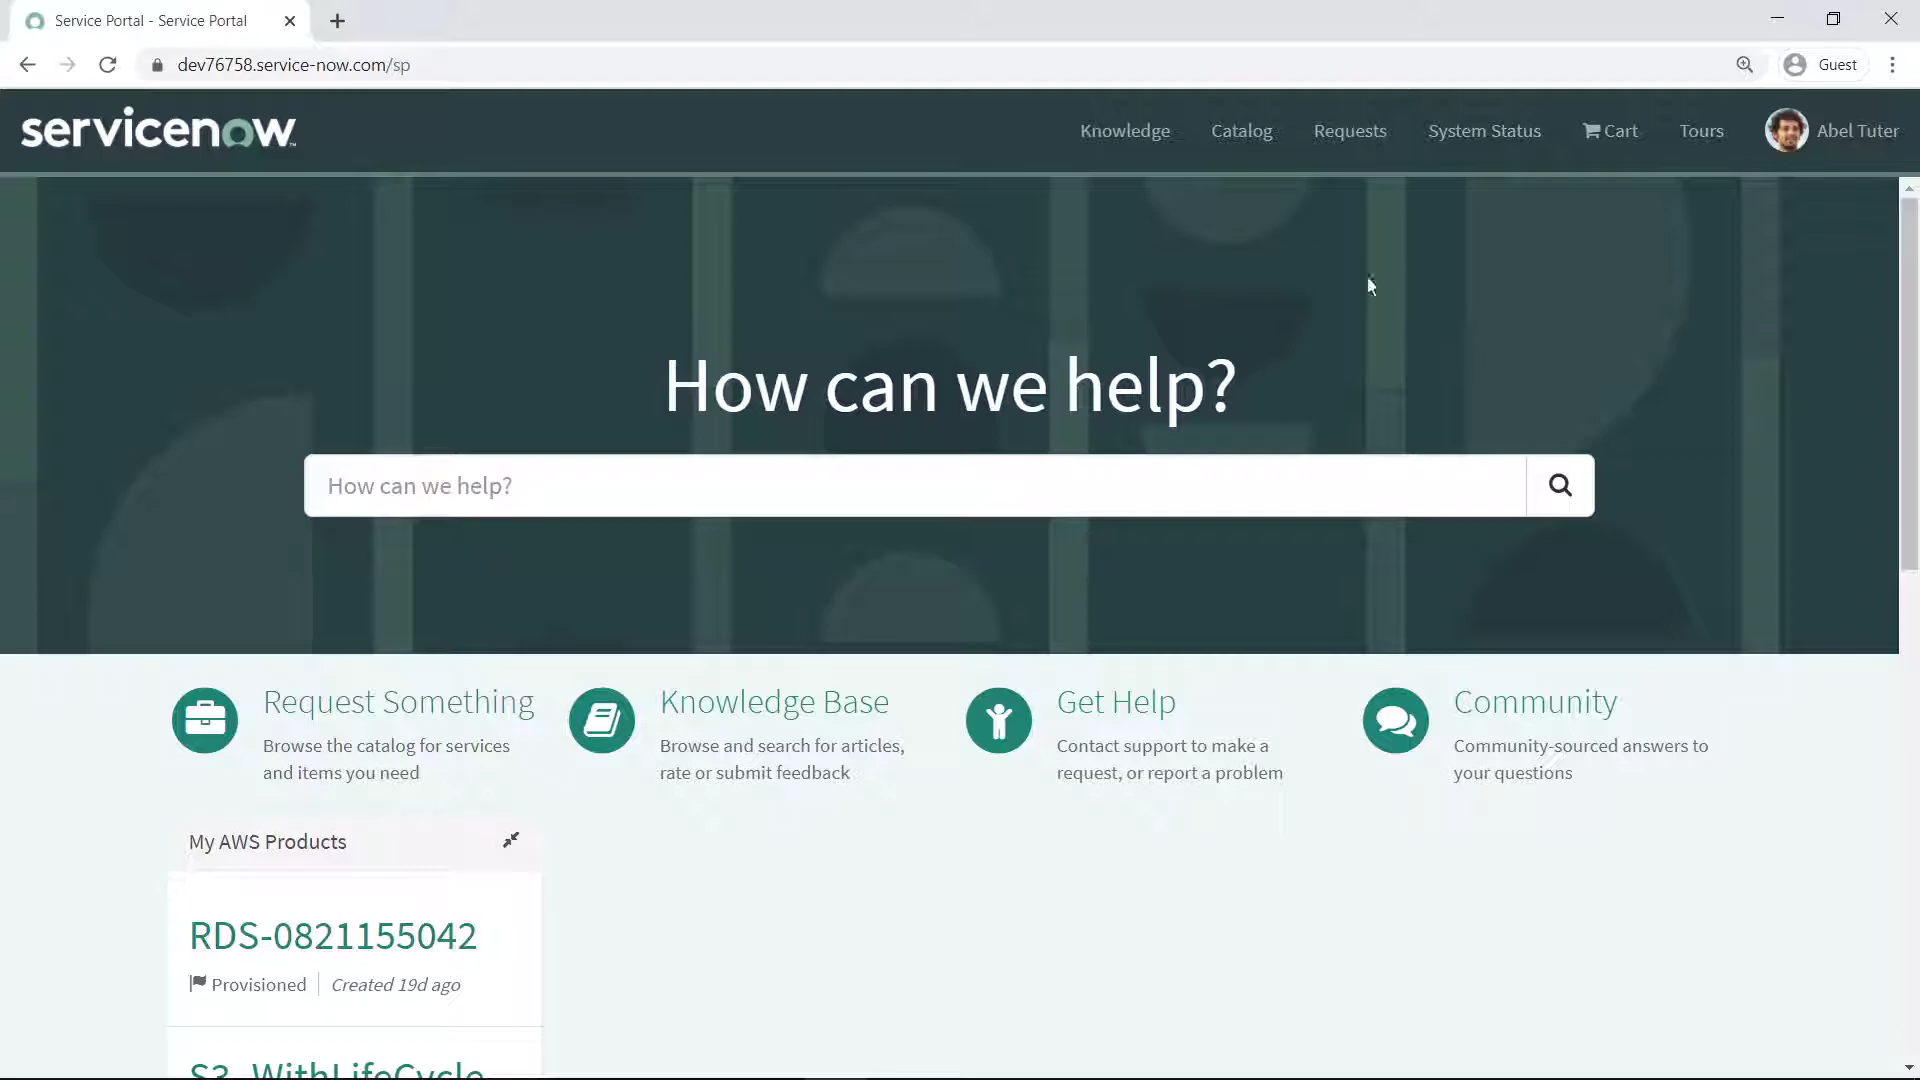 Service Portal - Service Portal
dev76758.service-now.com/sp
Guest
servicenow
Knowledge
Catalog
Requests
System Status
Cart
Tours
Abel Tuter
How can we help?
How can we help?
Request Something
Browse the catalog for services
and items you need
Knowledge Base
Browse and search for articles,
rate or submit feedback
Get Help
Contact support to make a
request, or report a problem
Community
Community-sourced answers to
your questions
My AWS Products
RDS-0821155042
Provisioned
Created 19d ago
S3_WithLifeCycle